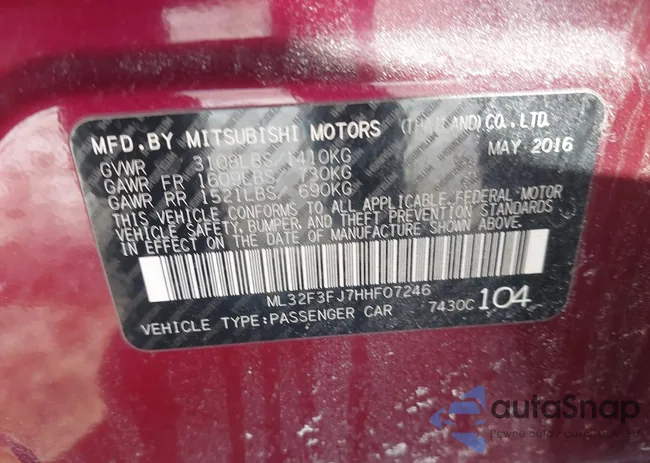 MFD. BY MITSUBISHI MOTORS (THAILAND) CO., LTD.
GVWR 3108LBS 1410KG MAY 2016
GAWR FR 1609LBS 730KG
GAWR RR 1521LBS 690KG
THIS VEHICLE CONFORMS TO ALL APPLICABLE FEDERAL MOTOR
VEHICLE SAFETY, BUMPER, AND THEFT PREVENTION STANDARDS
IN EFFECT ON THE DATE OF MANUFACTURE SHOWN ABOVE.
ML32F3FJ7HHF07246
VEHICLE TYPE:PASSENGER CAR 7430C 104
autaSnap